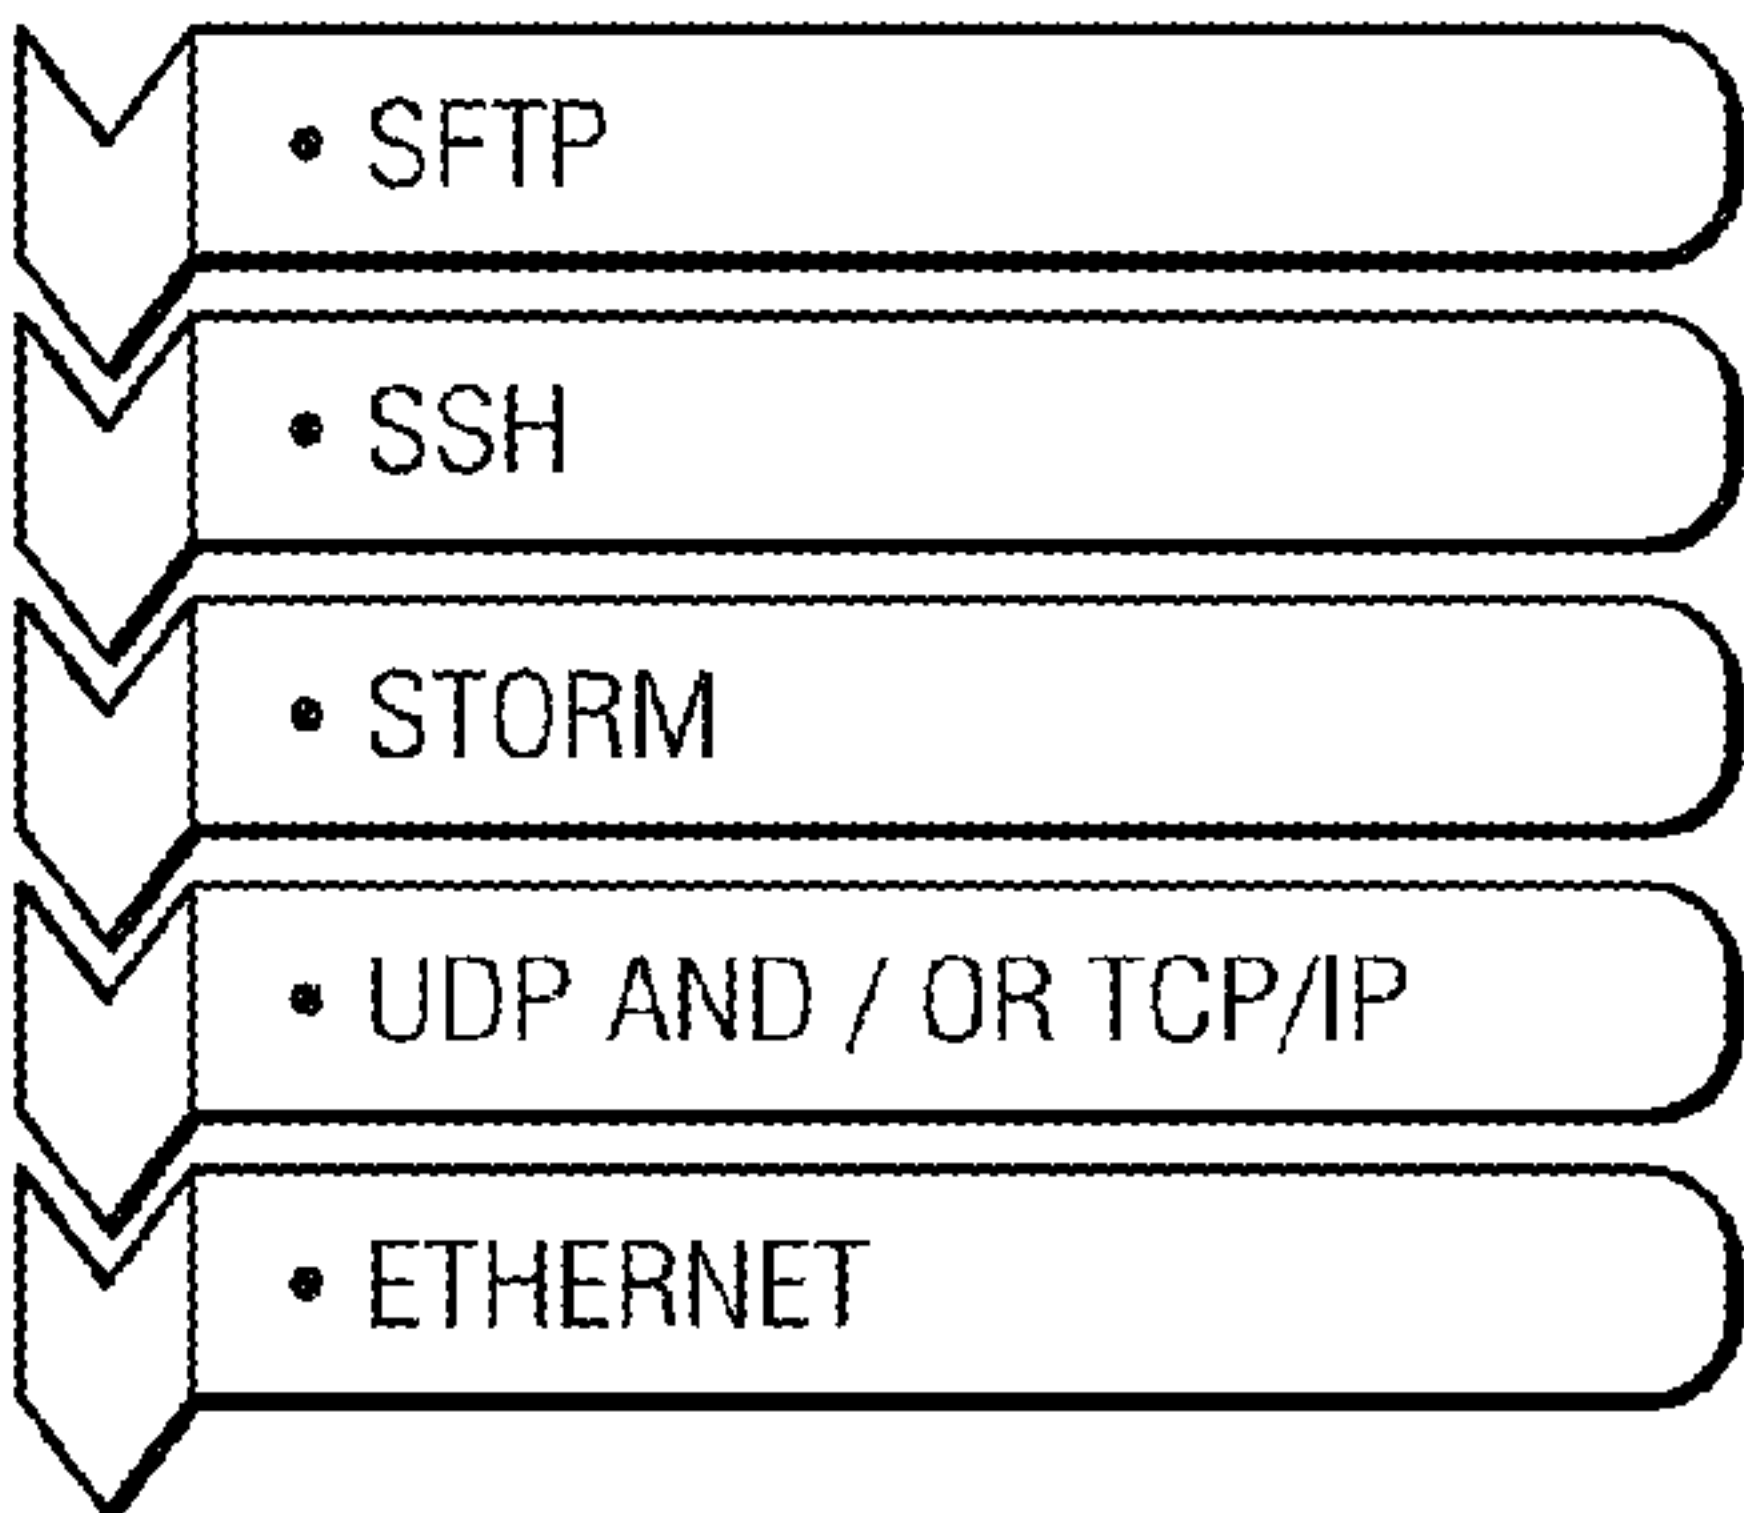 • SFTP
• SSH
• STORM
• UDP AND / OR TCP/IP
• ETHERNET